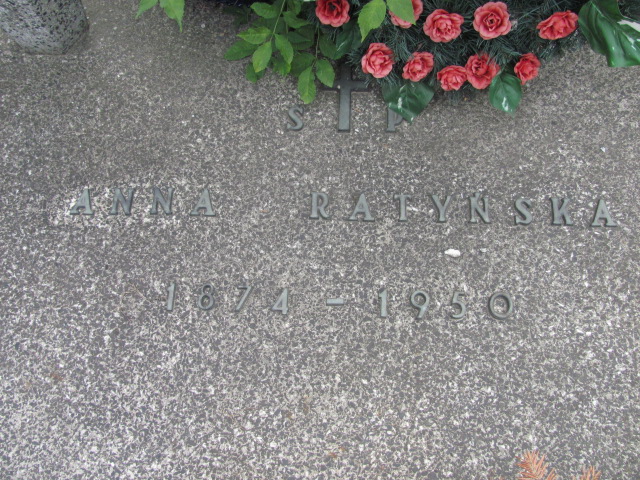 S P
ANNA RATYŃSKA
1874 - 1950